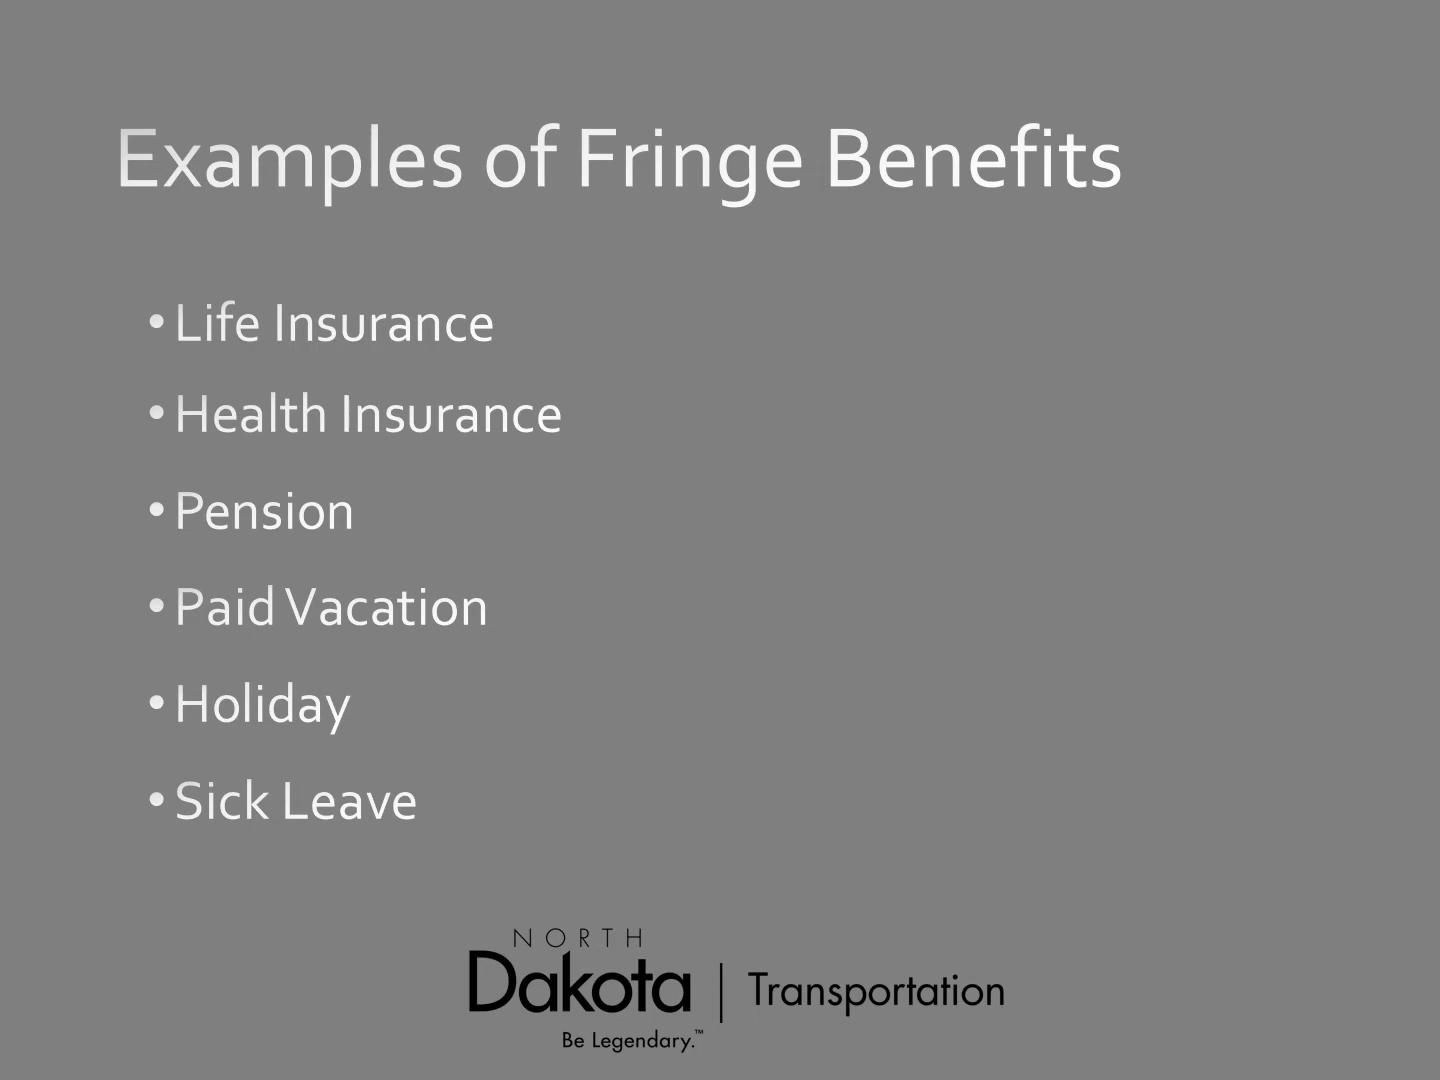 Examples of Fringe Benefits
• Life Insurance
• Health Insurance
• Pension
• Paid Vacation
• Holiday
• Sick Leave
NORTH
Dakota | Transportation
Be Legendary.™